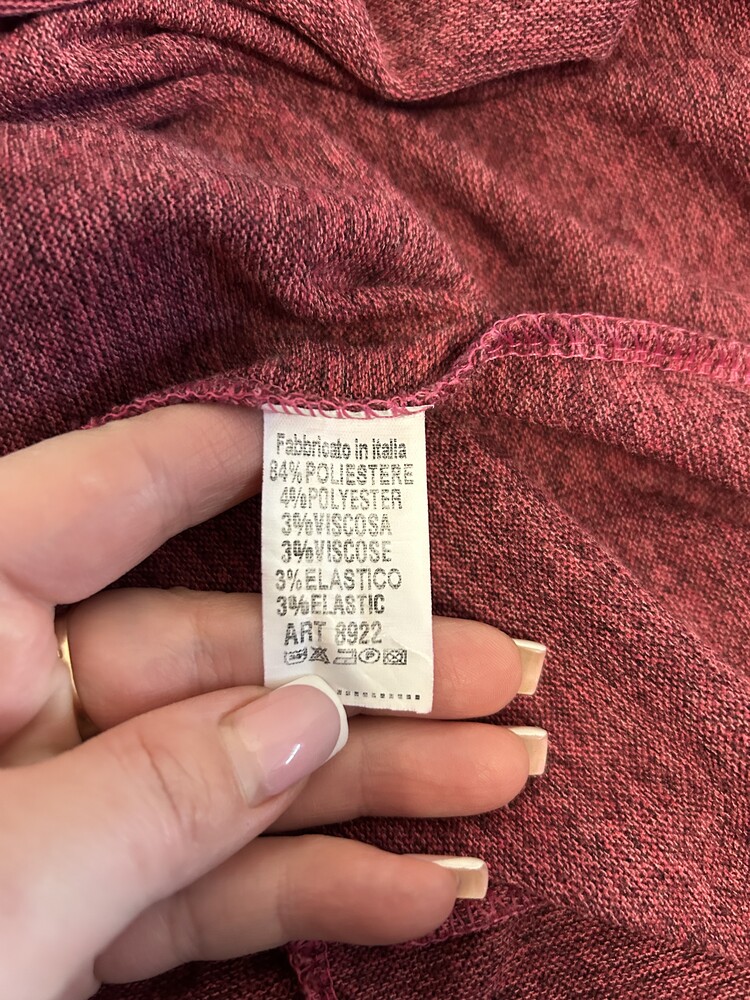 Fabbricato in italia
84%POLIESTERE
4%POLYESTER
3%VISCOSA
3%VISCOSE
3%ELASTICO
3%ELASTIC
ART 8922